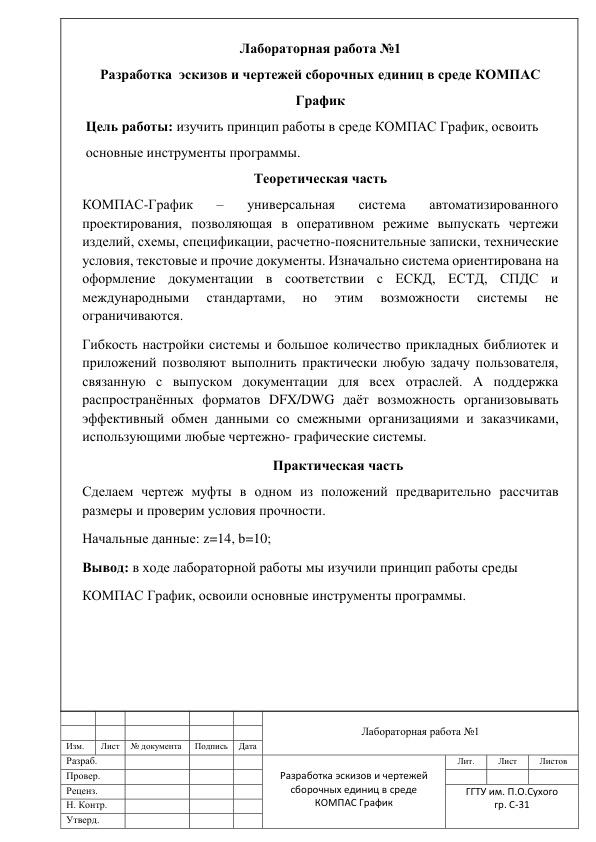 Лабораторная работа №1
Разработка эскизов и чертежей сборочных единиц в среде КОМПАС
График
Цель работы: изучить принцип работы в среде КОМПАС График, освоить
основные инструменты программы.
Теоретическая часть
КОМПАС-График – универсальная система автоматизированного
проектирования, позволяющая в оперативном режиме выпускать чертежи
изделий, схемы, спецификации, расчетно-пояснительные записки, технические
условия, текстовые и прочие документы. Изначально система ориентирована на
оформление документации в соответствии с ЕСКД, ЕСТД, СПДС и
международными стандартами, но этим возможности системы не
ограничиваются.
Гибкость настройки системы и большое количество прикладных библиотек и
приложений позволяют выполнить практически любую задачу пользователя,
связанную с выпуском документации для всех отраслей. А поддержка
распространённых форматов DFX/DWG даёт возможность организовывать
эффективный обмен данными со смежными организациями и заказчиками,
использующими любые чертежно- графические системы.
Практическая часть
Сделаем чертеж муфты в одном из положений предварительно рассчитав
размеры и проверим условия прочности.
Начальные данные: z=14, b=10;
Вывод: в ходе лабораторной работы мы изучили принцип работы среды
КОМПАС График, освоили основные инструменты программы.
Лабораторная работа №1
Изм. Лист № документа Подпись Дата
Разраб.
Провер.
Реценз.
Н. Контр.
Утверд.
Разработка эскизов и чертежей
сборочных единиц в среде
КОМПАС График
Лит. Лист Листов
ГГТУ им. П.О.Сухого
гр. С-31